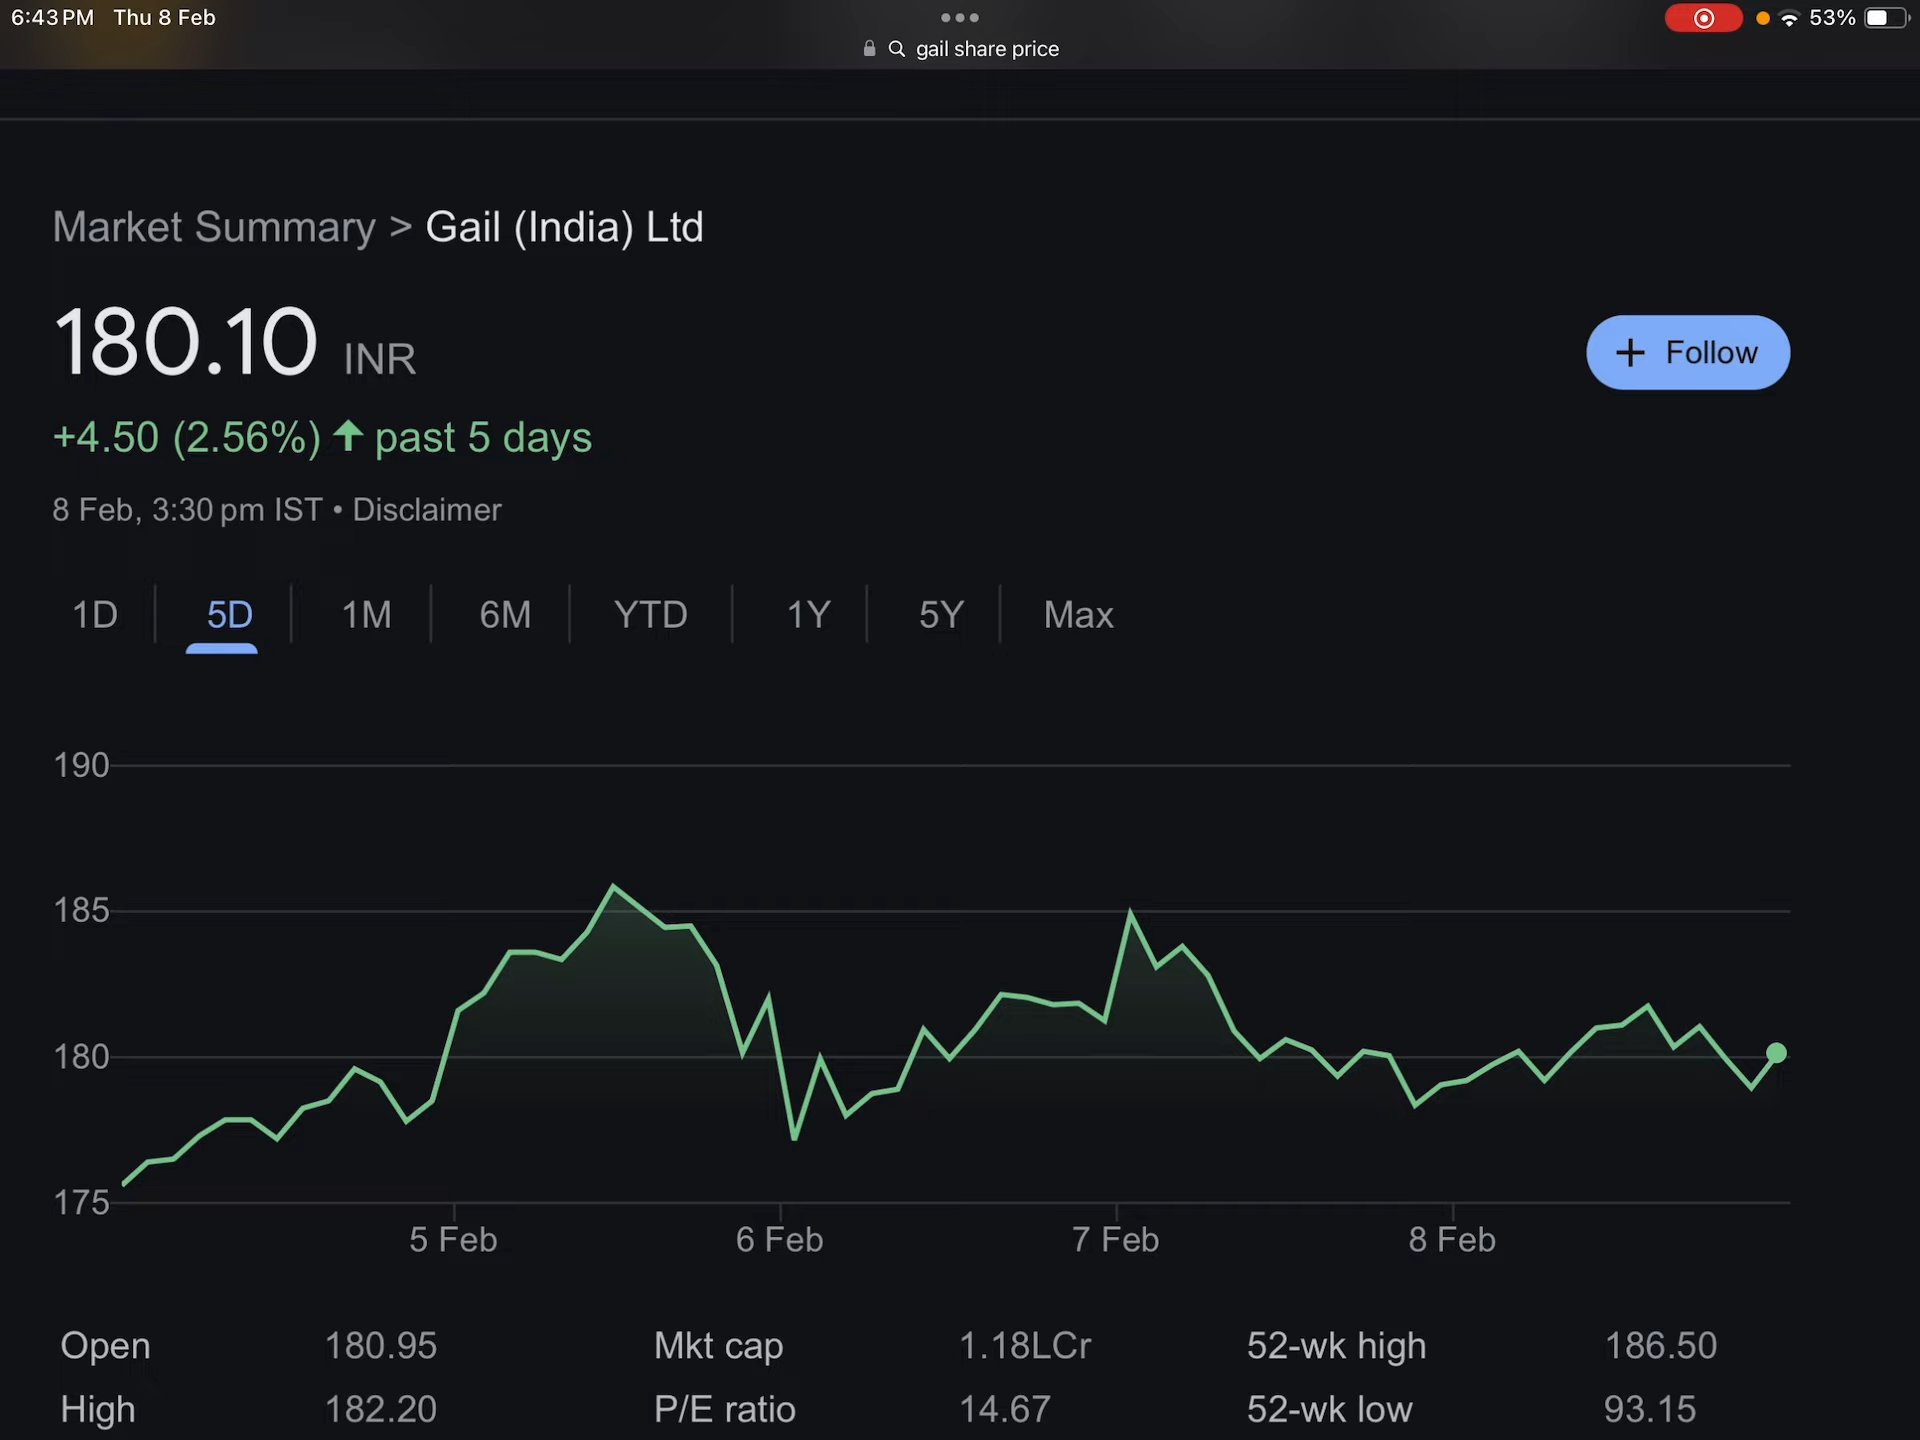 6:43 PM Thu 8 Feb
53%
gail share price
Market Summary > Gail (India) Ltd
180.10 INR
+ Follow
+4.50 (2.56%) ↑ past 5 days
8 Feb, 3:30 pm IST • Disclaimer
1D 5D 1M 6M YTD 1Y 5Y Max
190
185
180
175
5 Feb 6 Feb 7 Feb 8 Feb
Open 180.95 Mkt cap 1.18LCr 52-wk high 186.50
High 182.20 P/E ratio 14.67 52-wk low 93.15